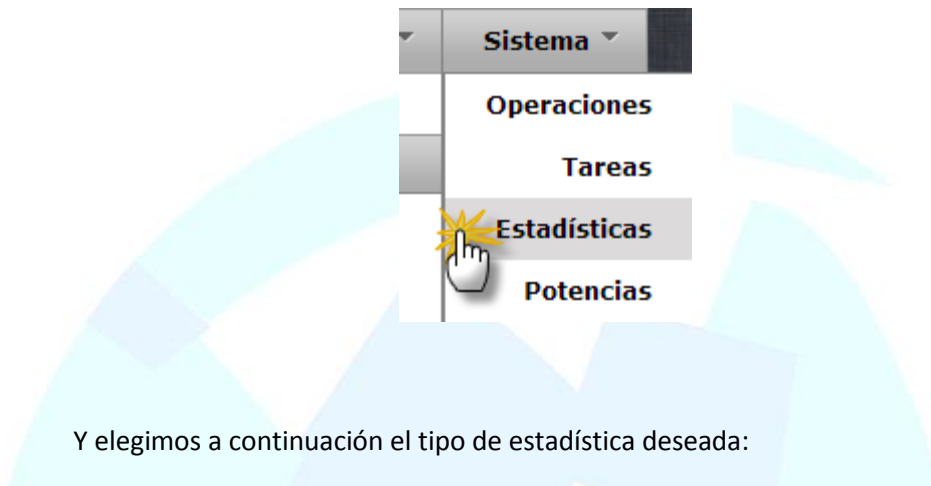 Sistema
Operaciones
Tareas
Estadísticas
Potencias
Y elegimos a continuación el tipo de estadística deseada: